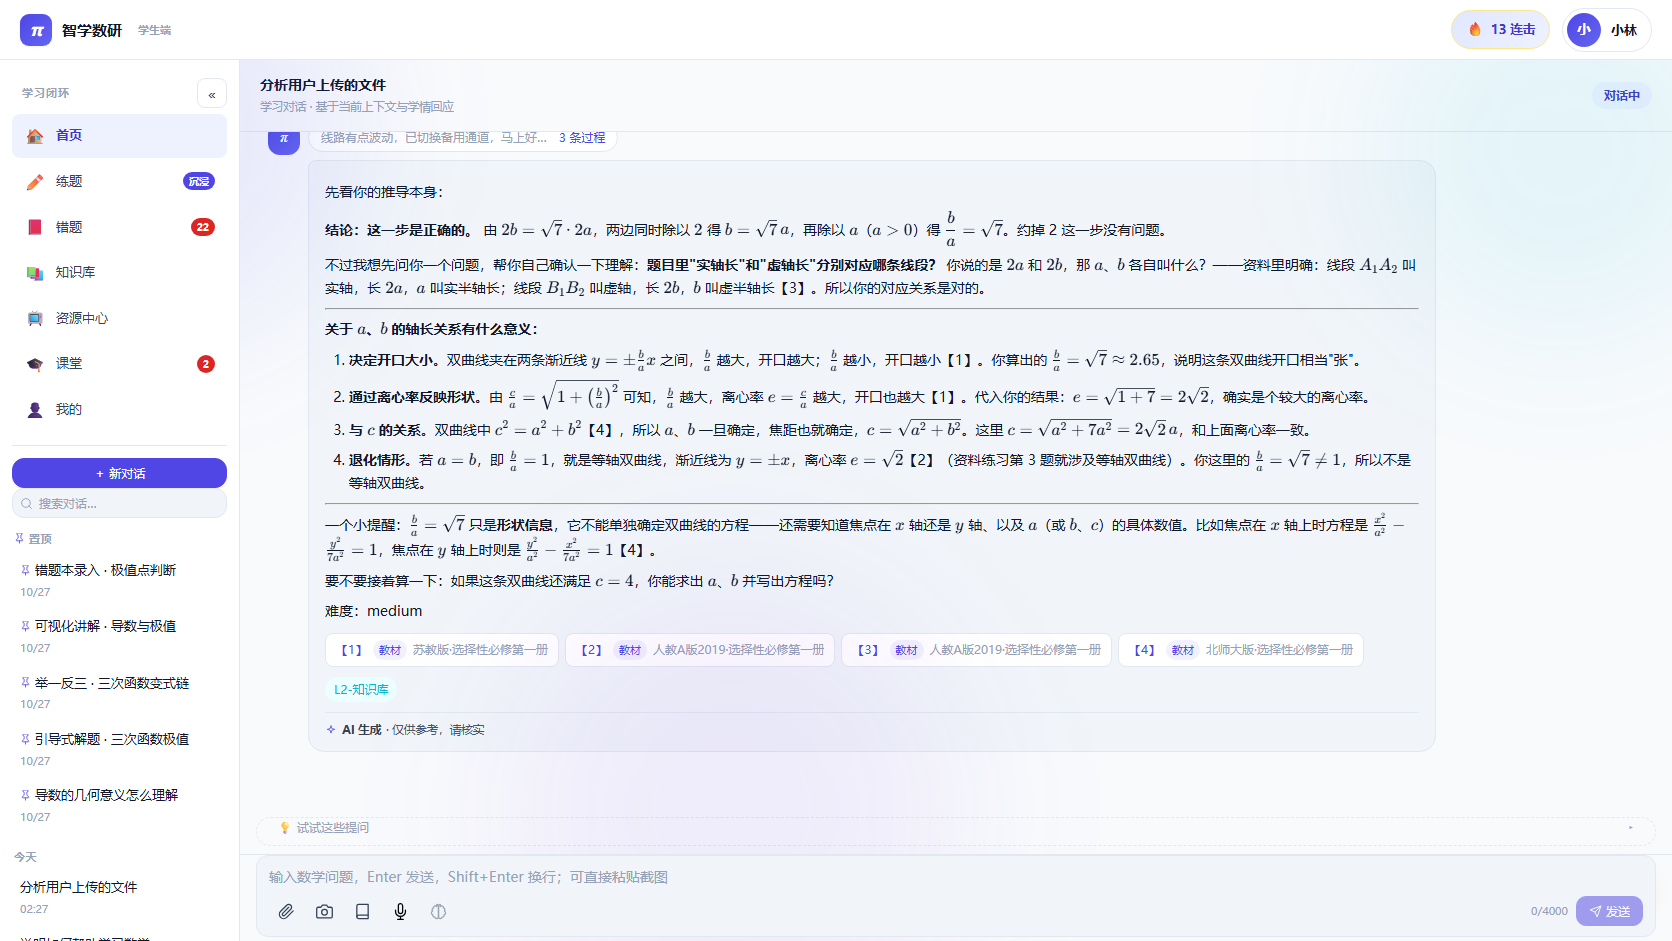 π 智学数研 学生端
13 连击
小 小林
学习闭环
«
首页
练题 沉浸
错题 22
知识库
资源中心
课堂 2
我的
+ 新对话
搜索对话...
置顶
错题本录入 · 极值点判断
10/27
可视化讲解 · 导数与极值
10/27
举一反三 · 三次函数变式链
10/27
引导式解题 · 三次函数极值
10/27
导数的几何意义怎么理解
10/27
今天
分析用户上传的文件
02:27
分析用户上传的文件
学习对话 · 基于当前上下文与学情回应
对话中
π 线路有点波动，已切换备用通道，马上好... 3 条过程
先看你的推导本身：
结论：这一步是正确的。 由 2b = √7 · 2a，两边同时除以 2 得 b = √7 a，再除以 a（a > 0）得 b/a = √7。约掉 2 这一步没有问题。
不过我想先问你一个问题，帮你自己确认一下理解：题目里"实轴长"和"虚轴长"分别对应哪条线段？ 你说的是 2a 和 2b，那 a、b 各自叫什么？——资料里明确：线段 A₁A₂ 叫
实轴，长 2a，a 叫实半轴长；线段 B₁B₂ 叫虚轴，长 2b，b 叫虚半轴长【3】。所以你的对应关系是对的。
关于 a、b 的轴长关系有什么意义：
1. 决定开口大小。双曲线夹在两条渐近线 y = ±b/a x 之间，b/a 越大，开口越大；b/a 越小，开口越小【1】。你算出的 b/a = √7 ≈ 2.65，说明这条双曲线开口相当"张"。
2. 通过离心率反映形状。由 c/a = √(1 + (b/a)²) 可知，b/a 越大，离心率 e = c/a 越大，开口也越大【1】。代入你的结果：e = √(1 + 7) = 2√2，确实是个较大的离心率。
3. 与 c 的关系。双曲线中 c² = a² + b²【4】，所以 a、b 一旦确定，焦距也就确定，c = √(a² + b²)。这里 c = √(a² + 7a²) = 2√2 a，和上面离心率一致。
4. 退化情形。若 a = b，即 b/a = 1，就是等轴双曲线，渐近线为 y = ±x，离心率 e = √2【2】（资料练习第 3 题就涉及等轴双曲线）。你这里的 b/a = √7 ≠ 1，所以不是
等轴双曲线。
一个小提醒：b/a = √7 只是形状信息，它不能单独确定双曲线的方程——还需要知道焦点在 x 轴还是 y 轴、以及 a（或 b、c）的具体数值。比如焦点在 x 轴上时方程是 x²/a² −
y²/7a² = 1，焦点在 y 轴上时则是 y²/a² − x²/7a² = 1【4】。
要不要接着算一下：如果这条双曲线还满足 c = 4，你能求出 a、b 并写出方程吗？
难度：medium
【1】 教材 苏教版·选择性必修第一册
【2】 教材 人教A版2019·选择性必修第一册
【3】 教材 人教A版2019·选择性必修第一册
【4】 教材 北师大版·选择性必修第一册
L2-知识库
AI 生成 · 仅供参考，请核实
试试这些提问
输入数学问题，Enter 发送，Shift+Enter 换行；可直接粘贴截图
0/4000
发送